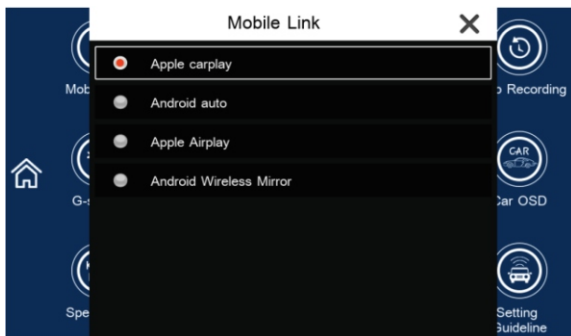 Mobile Link
Apple carplay
Android auto
Apple Airplay
Android Wireless Mirror
Recording
CAR
Car OSD
Setting
Guideline